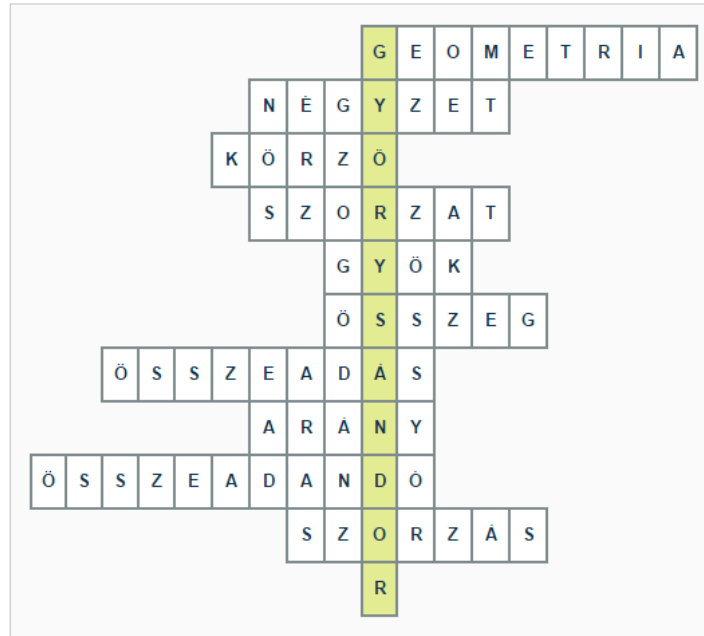 GEOMETRIA
NÉGYZET
KÖRZŐ
SZORZAT
GYÖK
ÖSSZEG
ÖSSZEADÁS
ARÁNY
ÖSSZEADANDÓ
SZORZÁS
R